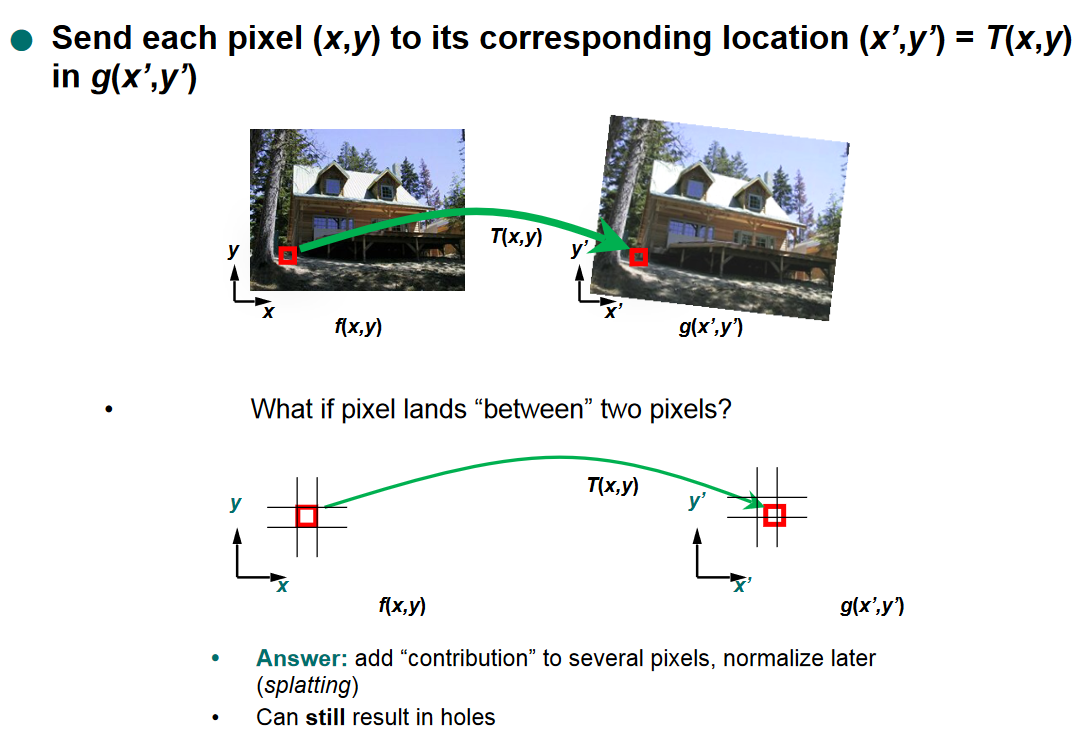 ● Send each pixel (x,y) to its corresponding location (x’,y’) = T(x,y)
in g(x’,y’)
T(x,y)
y
y’
x
x’
f(x,y)
g(x’,y’)
• What if pixel lands “between” two pixels?
T(x,y)
y
y’
x
x’
f(x,y)
g(x’,y’)
• Answer: add “contribution” to several pixels, normalize later
(splatting)
• Can still result in holes